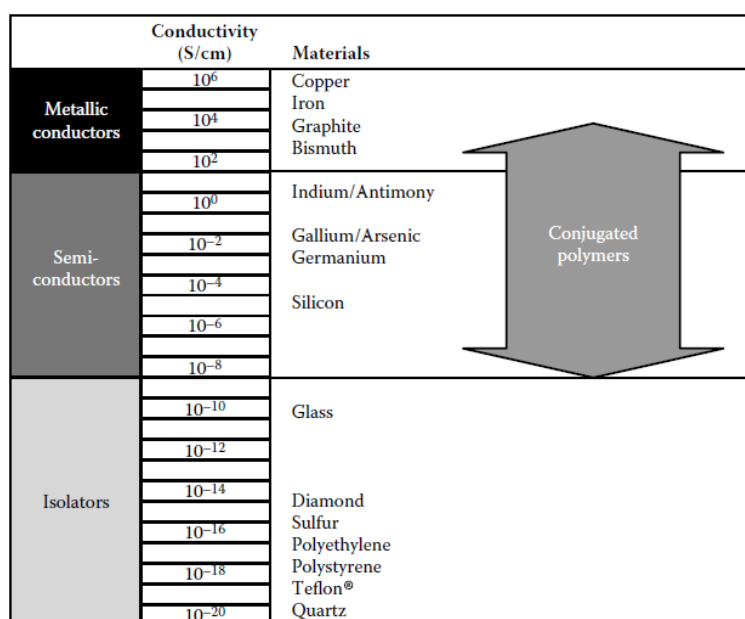 Conductivity
(S/cm) Materials
10⁶ Copper
Iron
Metallic
conductors
10⁴ Graphite
Bismuth
10²
Indium/Antimony
10⁰
10⁻² Gallium/Arsenic
Germanium
Conjugated
polymers
Semi-
conductors
10⁻⁴
Silicon
10⁻⁶
10⁻⁸
10⁻¹⁰ Glass
10⁻¹²
Isolators
10⁻¹⁴ Diamond
Sulfur
10⁻¹⁶
Polyethylene
10⁻¹⁸ Polystyrene
Teflon®
10⁻²⁰ Quartz